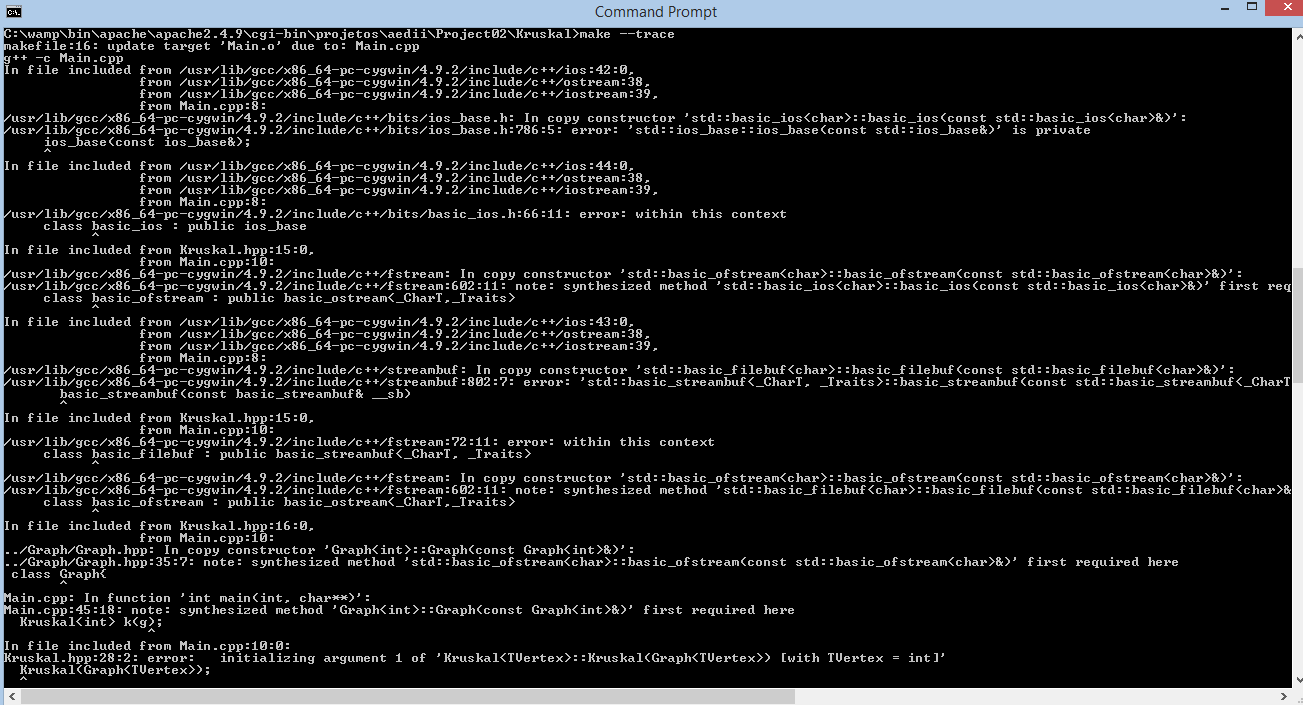 Command Prompt
C:\wamp\bin\apache\apache2.4.9\cgi-bin\projetos\aedii\Project02\Kruskal>make --trace
makefile:16: update target 'Main.o' due to: Main.cpp
g++ -c Main.cpp
In file included from /usr/lib/gcc/x86_64-pc-cygwin/4.9.2/include/c++/ios:42:0,
                 from /usr/lib/gcc/x86_64-pc-cygwin/4.9.2/include/c++/ostream:38,
                 from /usr/lib/gcc/x86_64-pc-cygwin/4.9.2/include/c++/iostream:39,
                 from Main.cpp:8:
/usr/lib/gcc/x86_64-pc-cygwin/4.9.2/include/c++/bits/ios_base.h: In copy constructor 'std::basic_ios<char>::basic_ios(const std::basic_ios<char>&)':
/usr/lib/gcc/x86_64-pc-cygwin/4.9.2/include/c++/bits/ios_base.h:786:5: error: 'std::ios_base::ios_base(const std::ios_base&)' is private
     ios_base(const ios_base&);
     ^
In file included from /usr/lib/gcc/x86_64-pc-cygwin/4.9.2/include/c++/ios:44:0,
                 from /usr/lib/gcc/x86_64-pc-cygwin/4.9.2/include/c++/ostream:38,
                 from /usr/lib/gcc/x86_64-pc-cygwin/4.9.2/include/c++/iostream:39,
                 from Main.cpp:8:
/usr/lib/gcc/x86_64-pc-cygwin/4.9.2/include/c++/bits/basic_ios.h:66:11: error: within this context
     class basic_ios : public ios_base
           ^
In file included from Kruskal.hpp:15:0,
                 from Main.cpp:10:
/usr/lib/gcc/x86_64-pc-cygwin/4.9.2/include/c++/fstream: In copy constructor 'std::basic_ofstream<char>::basic_ofstream(const std::basic_ofstream<char>&)':
/usr/lib/gcc/x86_64-pc-cygwin/4.9.2/include/c++/fstream:602:11: note: synthesized method 'std::basic_ios<char>::basic_ios(const std::basic_ios<char>&)' first req
     class basic_ofstream : public basic_ostream<_CharT,_Traits>
           ^
In file included from /usr/lib/gcc/x86_64-pc-cygwin/4.9.2/include/c++/ios:43:0,
                 from /usr/lib/gcc/x86_64-pc-cygwin/4.9.2/include/c++/ostream:38,
                 from /usr/lib/gcc/x86_64-pc-cygwin/4.9.2/include/c++/iostream:39,
                 from Main.cpp:8:
/usr/lib/gcc/x86_64-pc-cygwin/4.9.2/include/c++/streambuf: In copy constructor 'std::basic_filebuf<char>::basic_filebuf(const std::basic_filebuf<char>&)':
/usr/lib/gcc/x86_64-pc-cygwin/4.9.2/include/c++/streambuf:802:7: error: 'std::basic_streambuf<_CharT, _Traits>::basic_streambuf(const std::basic_streambuf<_CharT
       basic_streambuf(const basic_streambuf& __sb)
       ^
In file included from Kruskal.hpp:15:0,
                 from Main.cpp:10:
/usr/lib/gcc/x86_64-pc-cygwin/4.9.2/include/c++/fstream:72:11: error: within this context
     class basic_filebuf : public basic_streambuf<_CharT, _Traits>
           ^
/usr/lib/gcc/x86_64-pc-cygwin/4.9.2/include/c++/fstream: In copy constructor 'std::basic_ofstream<char>::basic_ofstream(const std::basic_ofstream<char>&)':
/usr/lib/gcc/x86_64-pc-cygwin/4.9.2/include/c++/fstream:602:11: note: synthesized method 'std::basic_filebuf<char>::basic_filebuf(const std::basic_filebuf<char>&
     class basic_ofstream : public basic_ostream<_CharT,_Traits>
           ^
In file included from Kruskal.hpp:16:0,
                 from Main.cpp:10:
../Graph/Graph.hpp: In copy constructor 'Graph<int>::Graph(const Graph<int>&)':
../Graph/Graph.hpp:35:7: note: synthesized method 'std::basic_ofstream<char>::basic_ofstream(const std::basic_ofstream<char>&)' first required here
 class Graph{
       ^
Main.cpp: In function 'int main(int, char**)':
Main.cpp:45:18: note: synthesized method 'Graph<int>::Graph(const Graph<int>&)' first required here
  Kruskal<int> k(g);
                  ^
In file included from Main.cpp:10:0:
Kruskal.hpp:28:2: error:   initializing argument 1 of 'Kruskal<TVertex>::Kruskal(Graph<TVertex>) [with TVertex = int]'
  Kruskal(Graph<TVertex>);
  ^